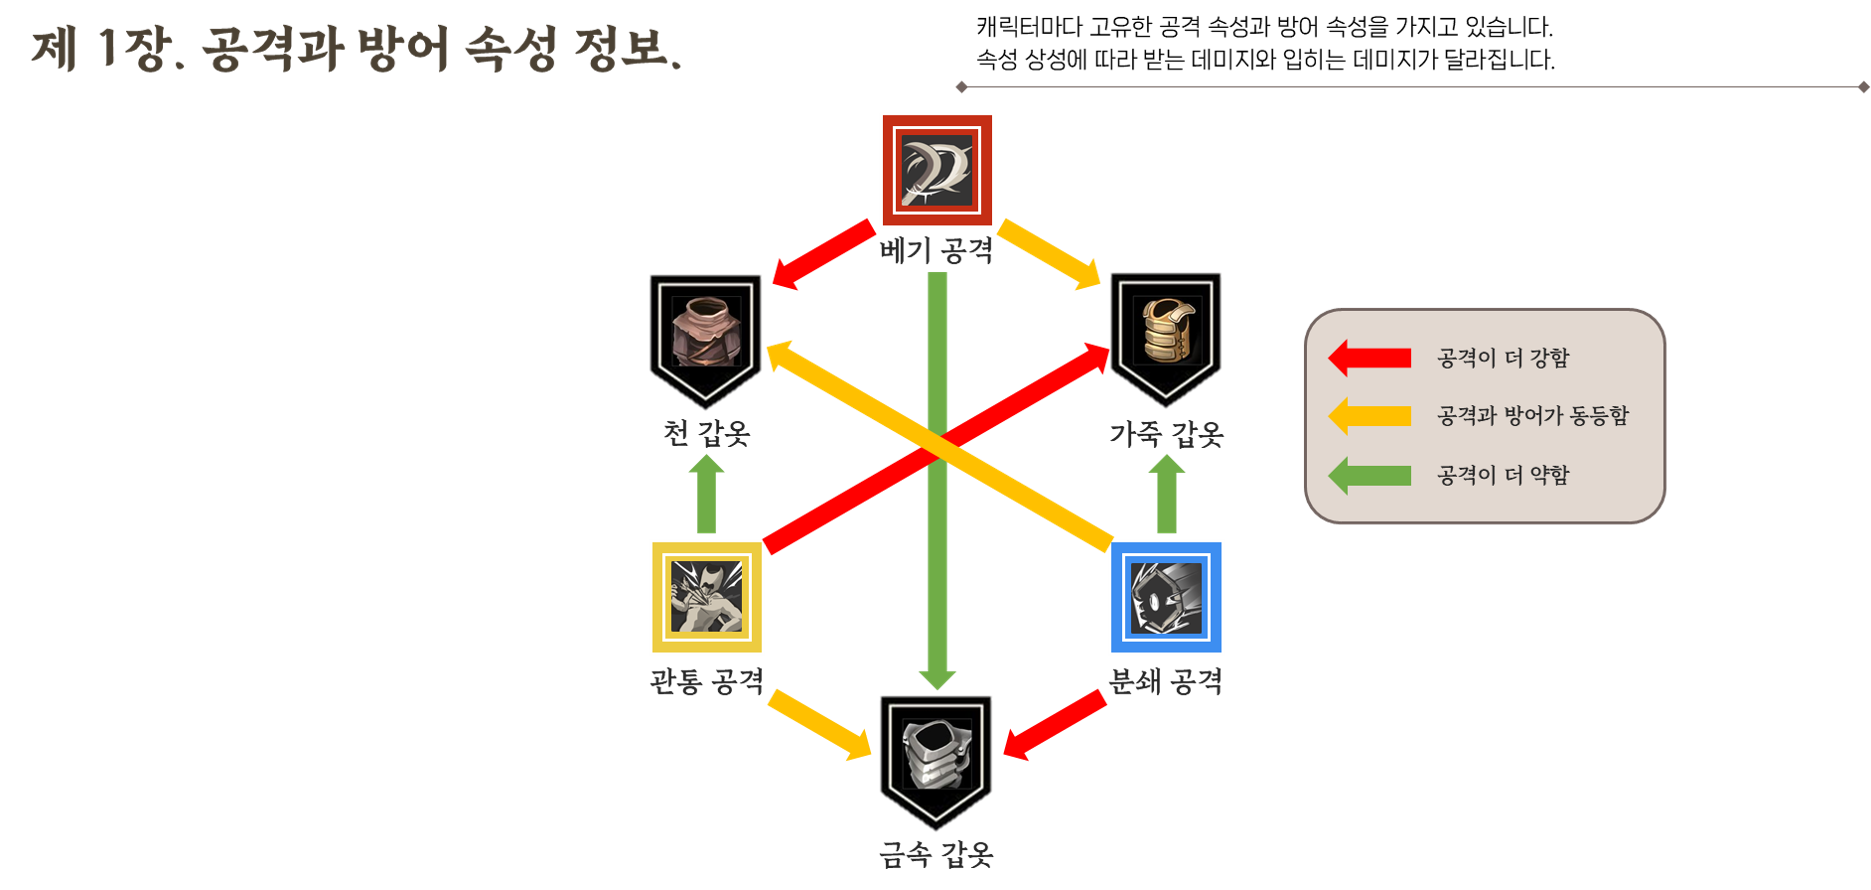 제 1장. 공격과 방어 속성 정보.
캐릭터마다 고유한 공격 속성과 방어 속성을 가지고 있습니다.
속성 상성에 따라 받는 데미지와 입히는 데미지가 달라집니다.
베기 공격
천 갑옷
가죽 갑옷
공격이 더 강함
공격과 방어가 동등함
공격이 더 약함
관통 공격
분쇄 공격
금속 갑옷